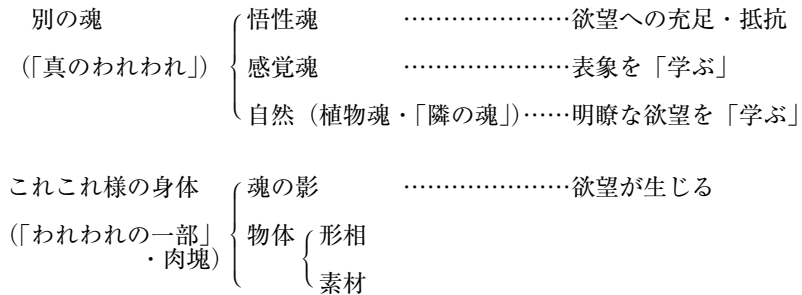 別の魂 悟性魂 ……………………欲望への充足・抵抗
(「真のわれわれ」) 感覚魂 ……………………表象を「学ぶ」
自然(植物魂・「隣の魂」)……明瞭な欲望を「学ぶ」
これこれ様の身体 魂の影 ……………………欲望が生じる
(「われわれの一部」 物体 形相
・肉塊)
素材